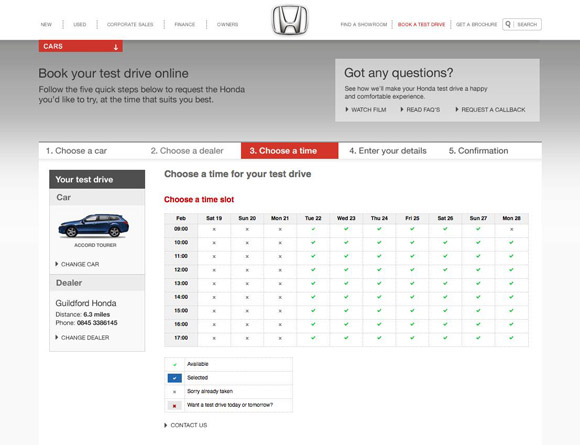 NEW USED CORPORATE SALES FINANCE OWNERS FIND A SHOWROOM BOOK A TEST DRIVE GET A BROCHURE SEARCH
CARS
Book your test drive online
Follow the five quick steps below to request the Honda
you'd like to try, at the time that suits you best.
Got any questions?
See how we'll make your Honda test drive a happy
and comfortable experience.
WATCH FILM READ FAQ'S REQUEST A CALLBACK
1. Choose a car 2. Choose a dealer 3. Choose a time 4. Enter your details 5. Confirmation
Your test drive
Car
ACCORD TOURER
CHANGE CAR
Dealer
Guildford Honda
Distance: 6.3 miles
Phone: 0845 3386145
CHANGE DEALER
Choose a time for your test drive
Choose a time slot
Feb Sat 19 Sun 20 Mon 21 Tue 22 Wed 23 Thu 24 Fri 25 Sat 26 Sun 27 Mon 28
09:00 × × × ✓ ✓ ✓ ✓ ✓ ✓ ×
10:00 × × × ✓ ✓ ✓ ✓ ✓ ✓ ✓
11:00 × × × ✓ ✓ ✓ ✓ ✓ ✓ ✓
12:00 × × × ✓ ✓ ✓ ✓ ✓ ✓ ✓
13:00 × × × ✓ ✓ ✓ ✓ ✓ ✓ ✓
14:00 × × × ✓ ✓ ✓ ✓ ✓ ✓ ✓
15:00 × × × ✓ ✓ ✓ ✓ ✓ ✓ ✓
16:00 × × × ✓ ✓ ✓ ✓ ✓ ✓ ✓
17:00 × × × ✓ ✓ ✓ ✓ ✓ ✓ ✓
✓ Available
✓ Selected
× Sorry already taken
× Want a test drive today or tomorrow?
CONTACT US